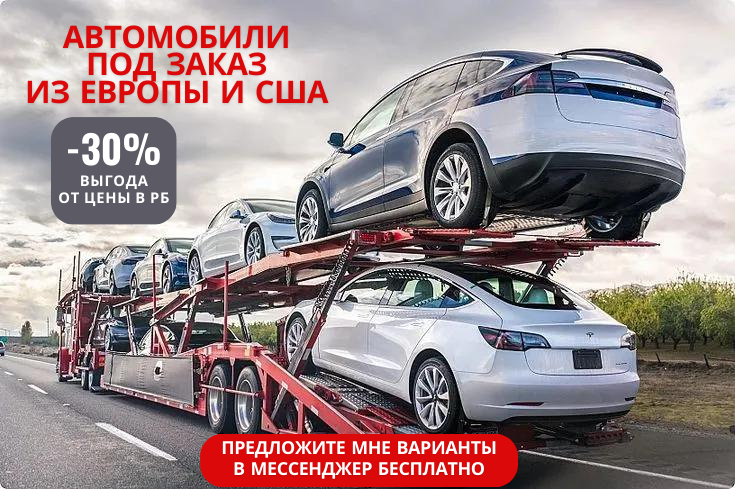 АВТОМОБИЛИ
ПОД ЗАКАЗ
ИЗ ЕВРОПЫ И США
-30%
ВЫГОДА
ОТ ЦЕНЫ В РБ
ПРЕДЛОЖИТЕ МНЕ ВАРИАНТЫ
В МЕССЕНДЖЕР БЕСПЛАТНО